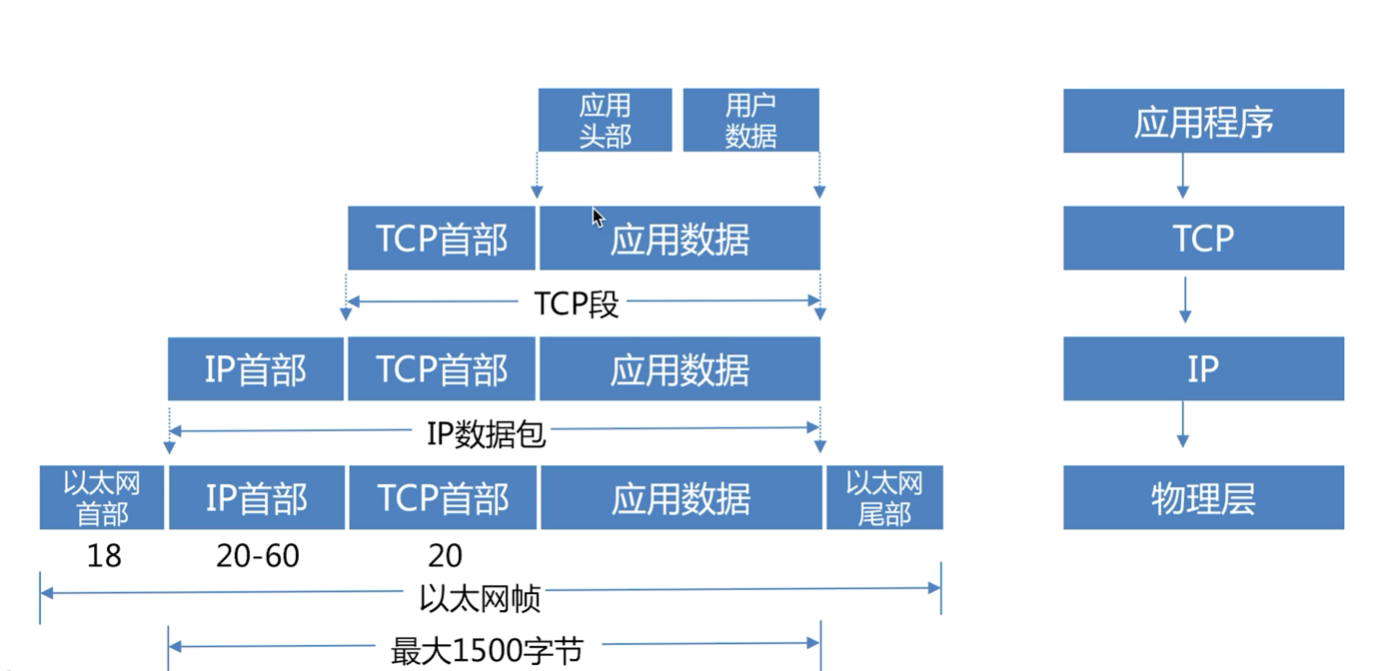 应用
头部
用户
数据
应用程序
TCP首部
应用数据
TCP
TCP段
IP首部
TCP首部
应用数据
IP
IP数据包
以太网
首部
IP首部
TCP首部
应用数据
以太网
尾部
物理层
18
20-60
20
以太网帧
最大1500字节